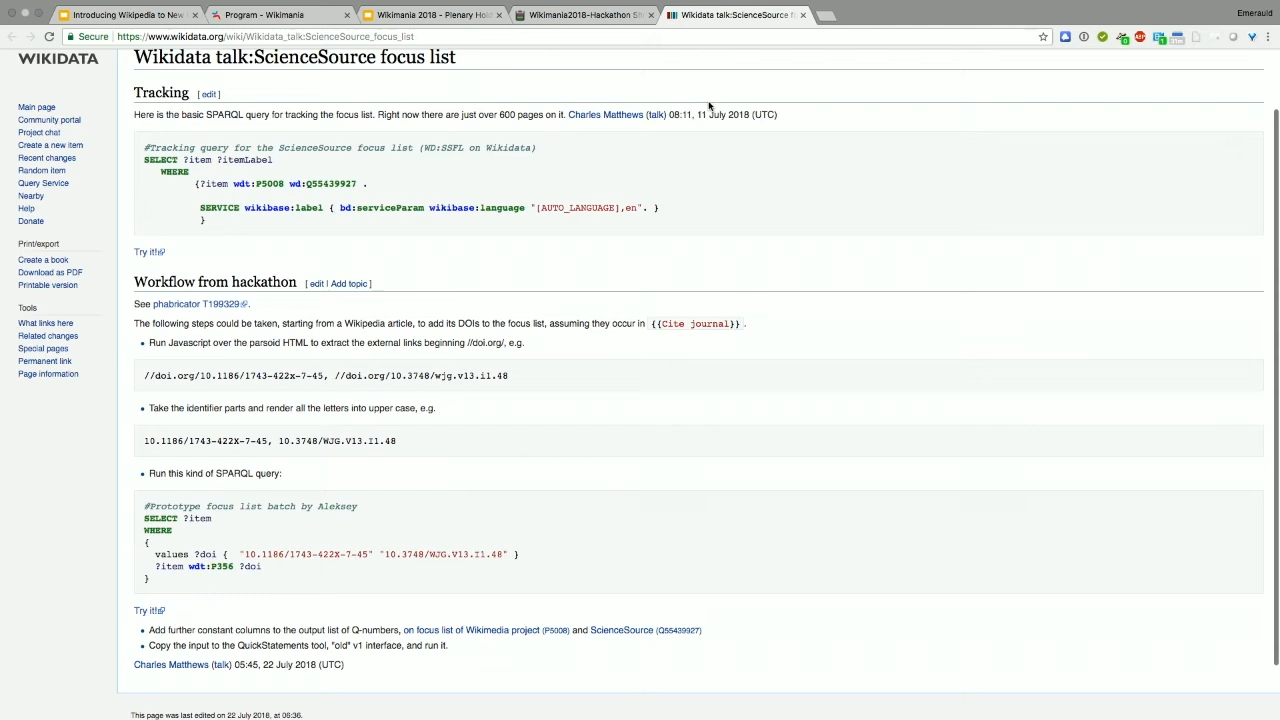 Introducing Wikipedia to New
Program - Wikimania
Wikimania 2018 - Plenary Hol
Wikimania2018-Hackathon Sh
Wikidata talk:ScienceSource f
Emerauld
Secure
https://www.wikidata.org/wiki/Wikidata_talk:ScienceSource_focus_list
WIKIDATA
Main page
Community portal
Project chat
Create a new item
Recent changes
Random item
Query Service
Nearby
Help
Donate
Print/export
Create a book
Download as PDF
Printable version
Tools
What links here
Related changes
Special pages
Permanent link
Page information
Wikidata talk:ScienceSource focus list
Tracking [ edit ]
Here is the basic SPARQL query for tracking the focus list. Right now there are just over 600 pages on it. Charles Matthews (talk) 08:11, 11 July 2018 (UTC)
#Tracking query for the ScienceSource focus list (WD:SSFL on Wikidata)
SELECT ?item ?itemLabel
WHERE
{?item wdt:P5008 wd:Q55439927 .
SERVICE wikibase:label { bd:serviceParam wikibase:language "[AUTO_LANGUAGE],en". }
}
Try it!
Workflow from hackathon [ edit | Add topic ]
See phabricator T199329.
The following steps could be taken, starting from a Wikipedia article, to add its DOIs to the focus list, assuming they occur in {{Cite journal}}.
• Run Javascript over the parsoid HTML to extract the external links beginning //doi.org/, e.g.
//doi.org/10.1186/1743-422x-7-45, //doi.org/10.3748/wjg.v13.i1.48
• Take the identifier parts and render all the letters into upper case, e.g.
10.1186/1743-422X-7-45, 10.3748/WJG.V13.I1.48
• Run this kind of SPARQL query:
#Prototype focus list batch by Aleksey
SELECT ?item
WHERE
{
values ?doi { "10.1186/1743-422X-7-45" "10.3748/WJG.V13.I1.48" }
?item wdt:P356 ?doi
}
Try it!
• Add further constant columns to the output list of Q-numbers, on focus list of Wikimedia project (P5008) and ScienceSource (Q55439927)
• Copy the input to the QuickStatements tool, "old" v1 interface, and run it.
Charles Matthews (talk) 05:45, 22 July 2018 (UTC)
This page was last edited on 22 July 2018, at 06:36.